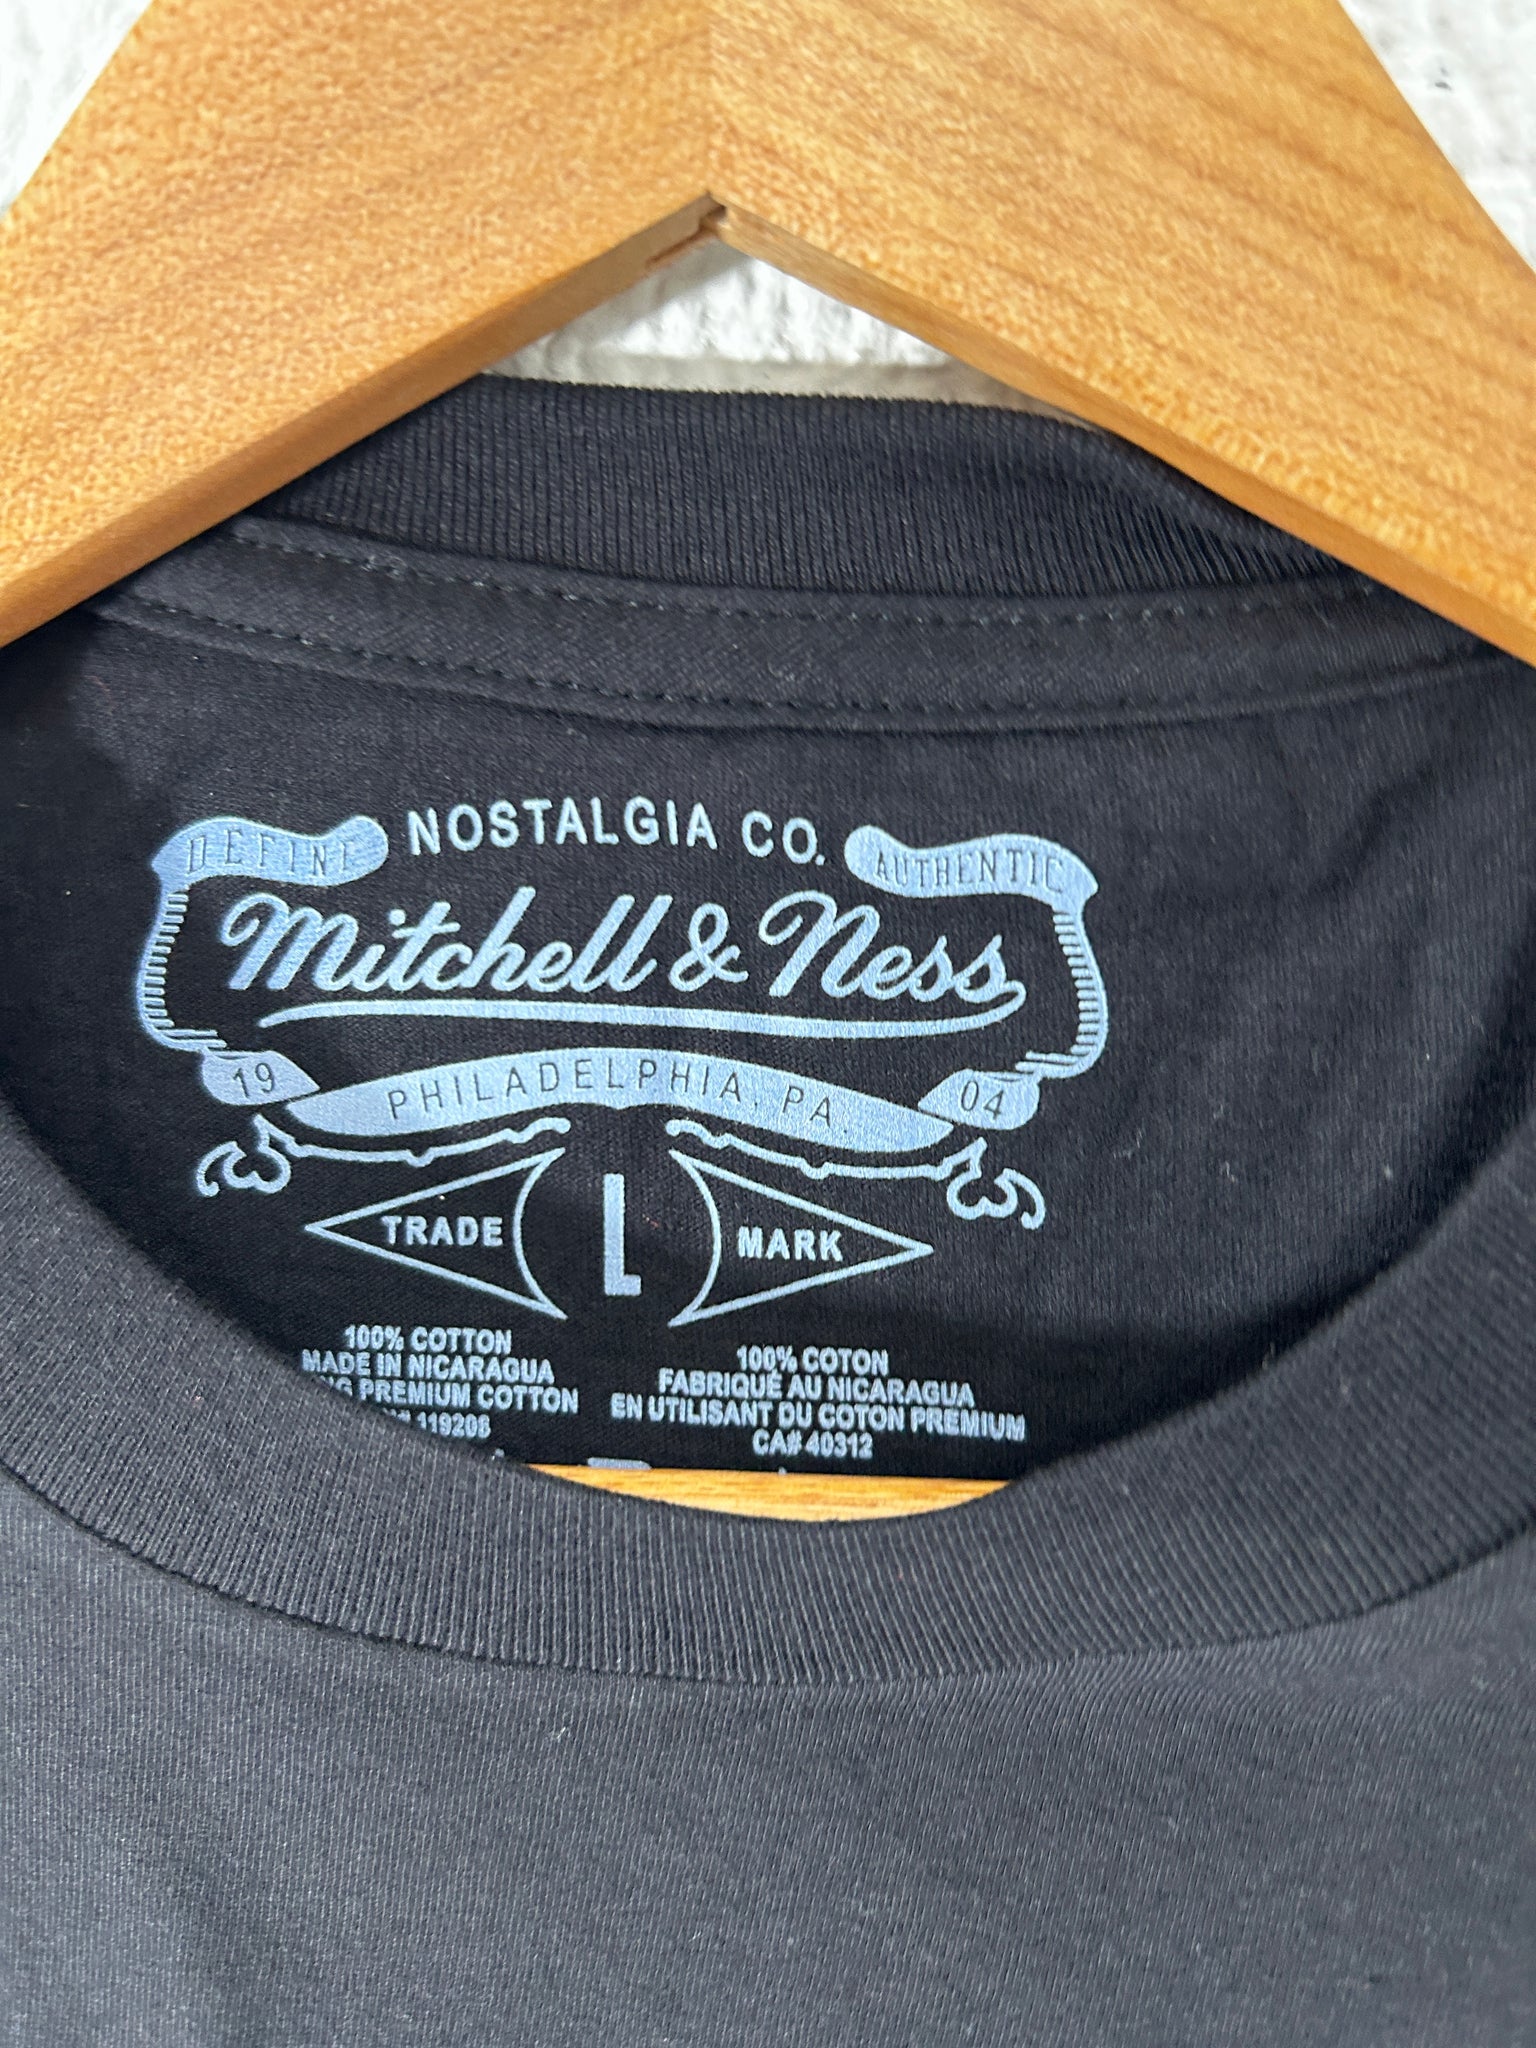 NOSTALGIA CO.
DEFINE
AUTHENTIC
Mitchell & Ness
19
PHILADELPHIA, PA.
04
TRADE
L
MARK
100% COTTON
MADE IN NICARAGUA
PREMIUM COTTON
119206
100% COTON
FABRIQUÉ AU NICARAGUA
EN UTILISANT DU COTON PREMIUM
CA# 40312